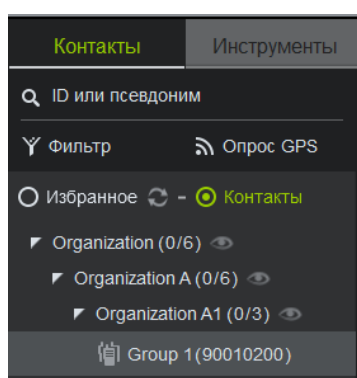 Контакты Инструменты
ID или псевдоним
Фильтр Опрос GPS
Избранное - Контакты
Organization (0/6)
Organization A (0/6)
Organization A1 (0/3)
Group 1(90010200)